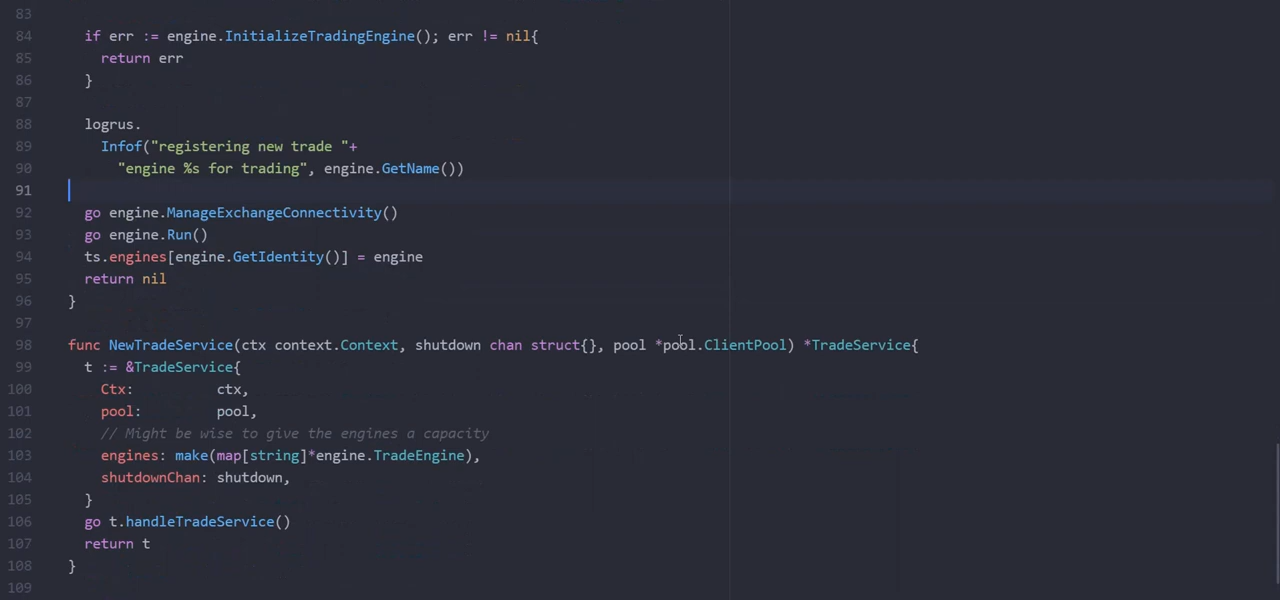 83
84 if err := engine.InitializeTradingEngine(); err != nil{
85 return err
86 }
87
88 logrus.
89 Infof("registering new trade "+
90 "engine %s for trading", engine.GetName())
91
92 go engine.ManageExchangeConnectivity()
93 go engine.Run()
94 ts.engines[engine.GetIdentity()] = engine
95 return nil
96 }
97
98 func NewTradeService(ctx context.Context, shutdown chan struct{}, pool *pool.ClientPool) *TradeService{
99 t := &TradeService{
100 Ctx: ctx,
101 pool: pool,
102 // Might be wise to give the engines a capacity
103 engines: make(map[string]*engine.TradeEngine),
104 shutdownChan: shutdown,
105 }
106 go t.handleTradeService()
107 return t
108 }
109